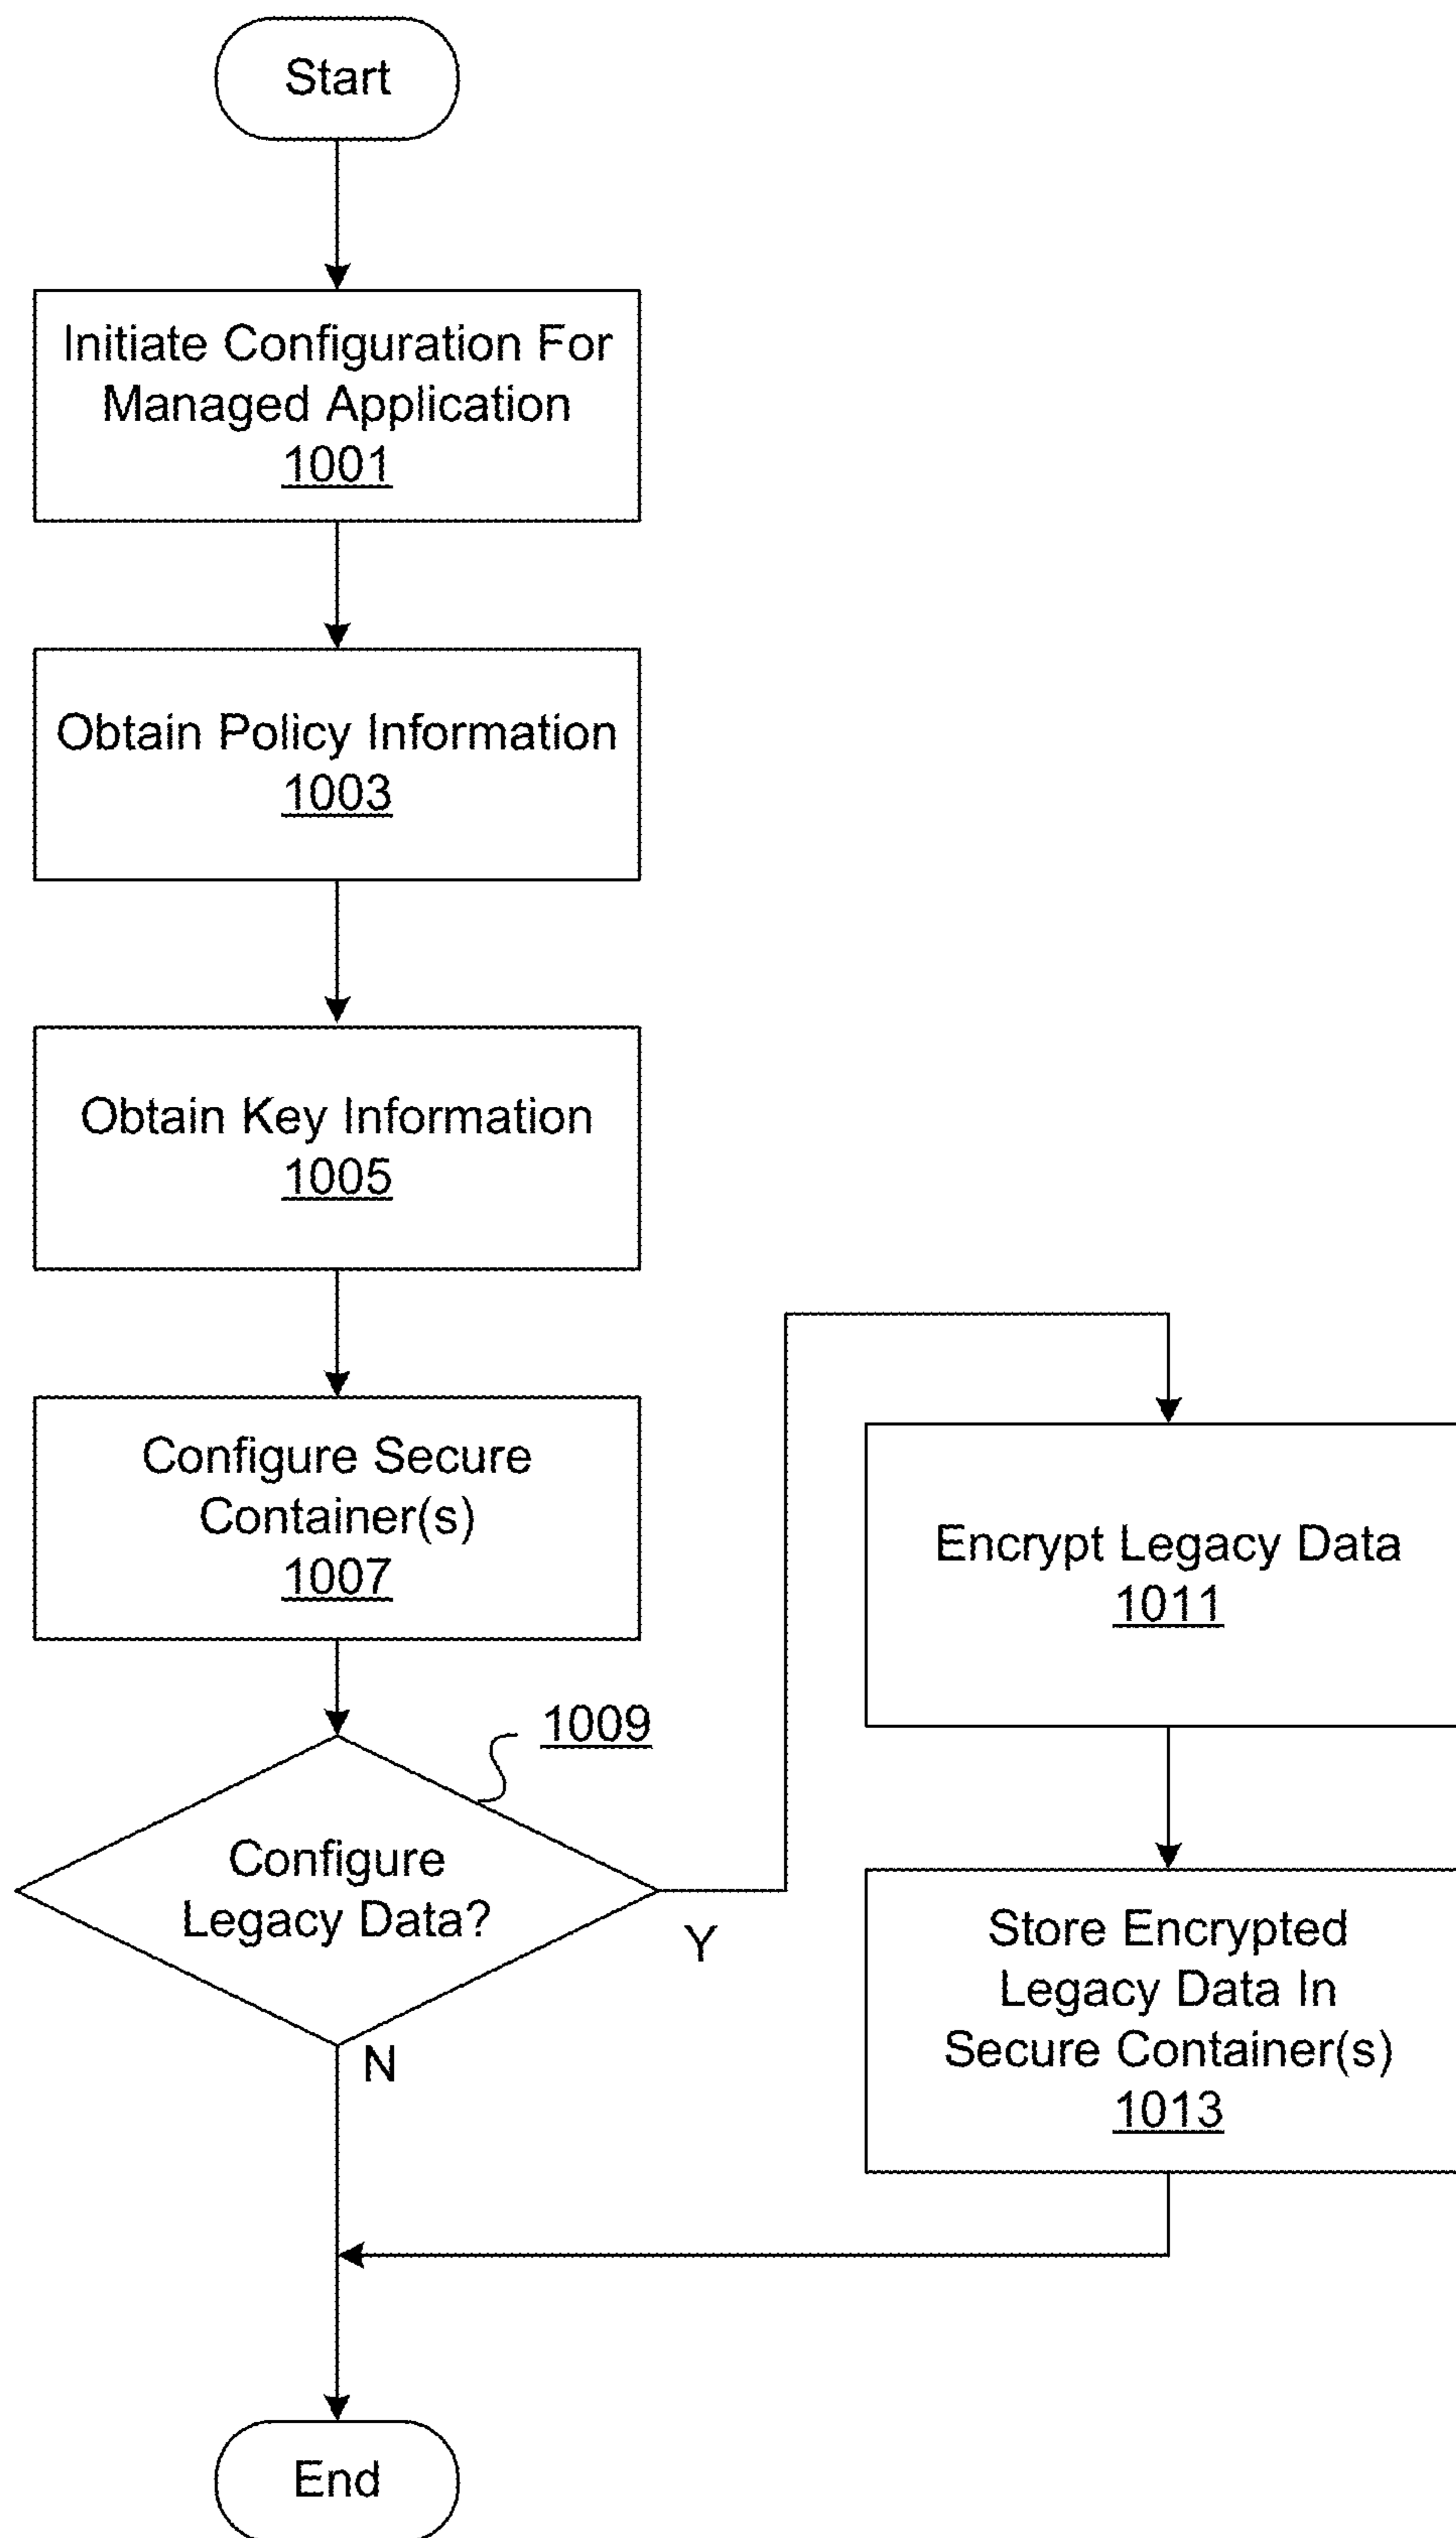 Start
Initiate Configuration For
Managed Application
1001
Obtain Policy Information
1003
Obtain Key Information
1005
Configure Secure
Container(s)
1007
1009
Configure
Legacy Data?
Y
N
Encrypt Legacy Data
1011
Store Encrypted
Legacy Data In
Secure Container(s)
1013
End